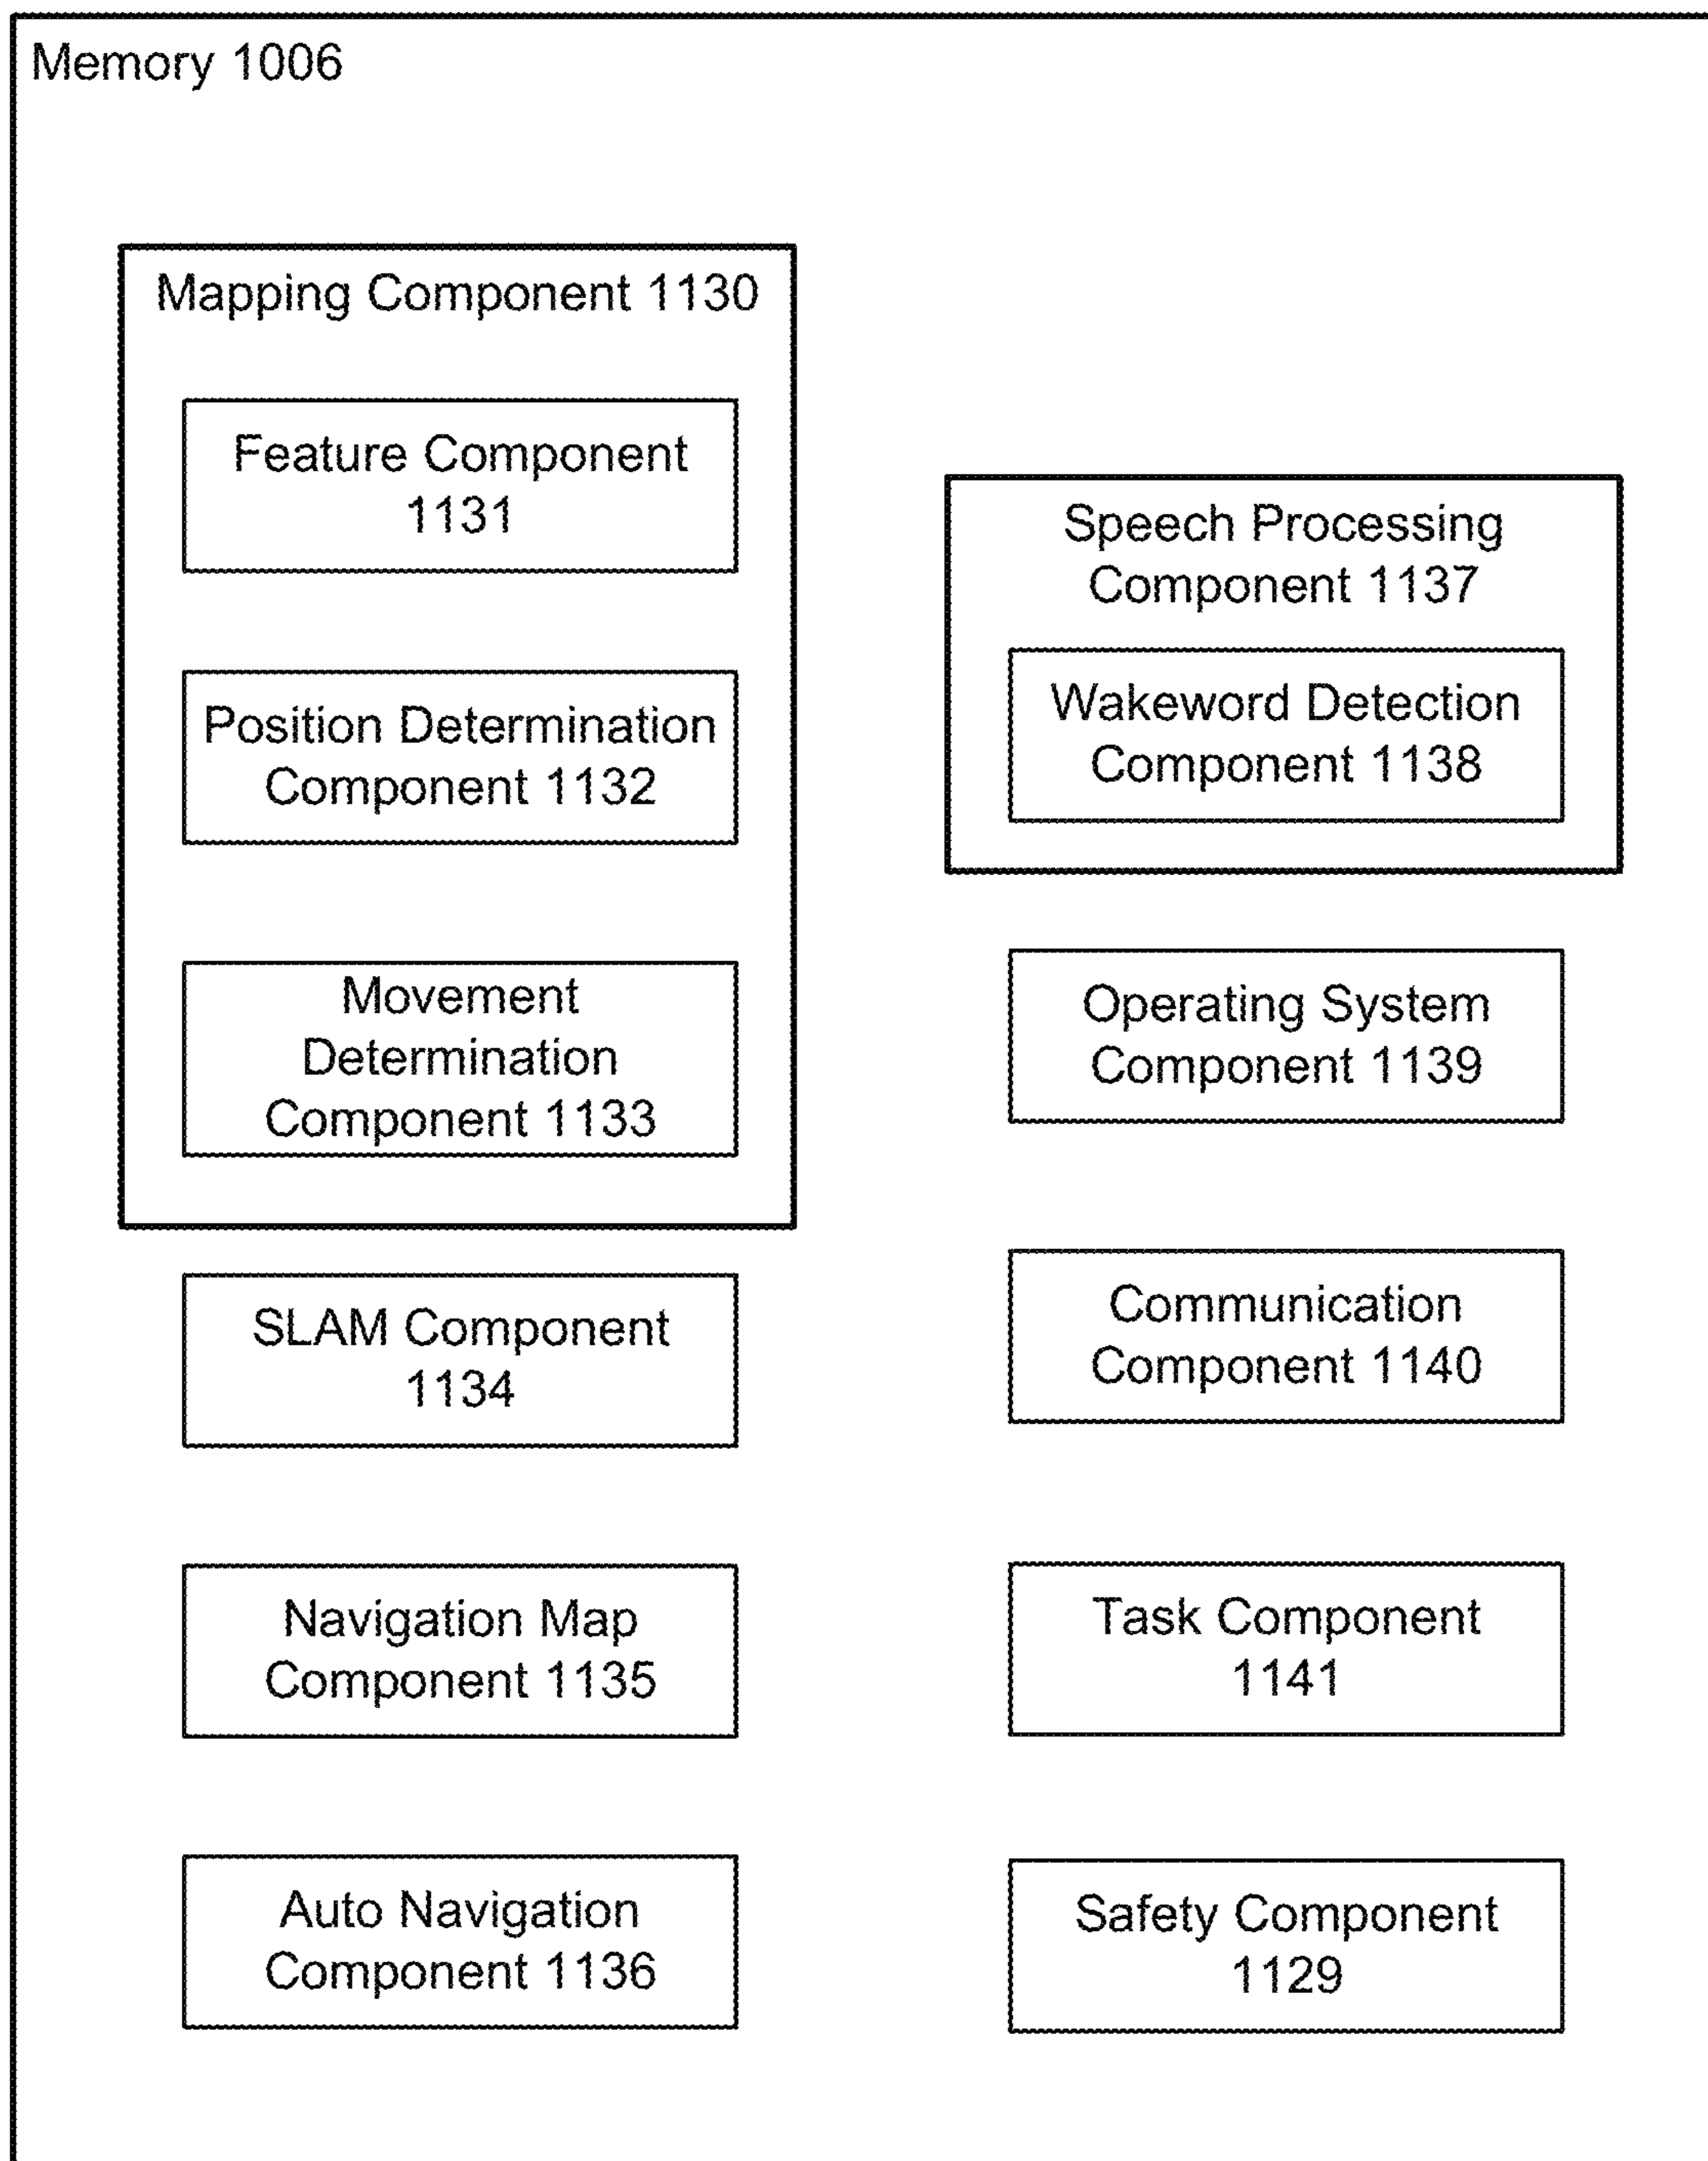 Memory 1006
Mapping Component 1130
Feature Component
1131
Position Determination
Component 1132
Movement
Determination
Component 1133
SLAM Component
1134
Navigation Map
Component 1135
Auto Navigation
Component 1136
Speech Processing
Component 1137
Wakeword Detection
Component 1138
Operating System
Component 1139
Communication
Component 1140
Task Component
1141
Safety Component
1129